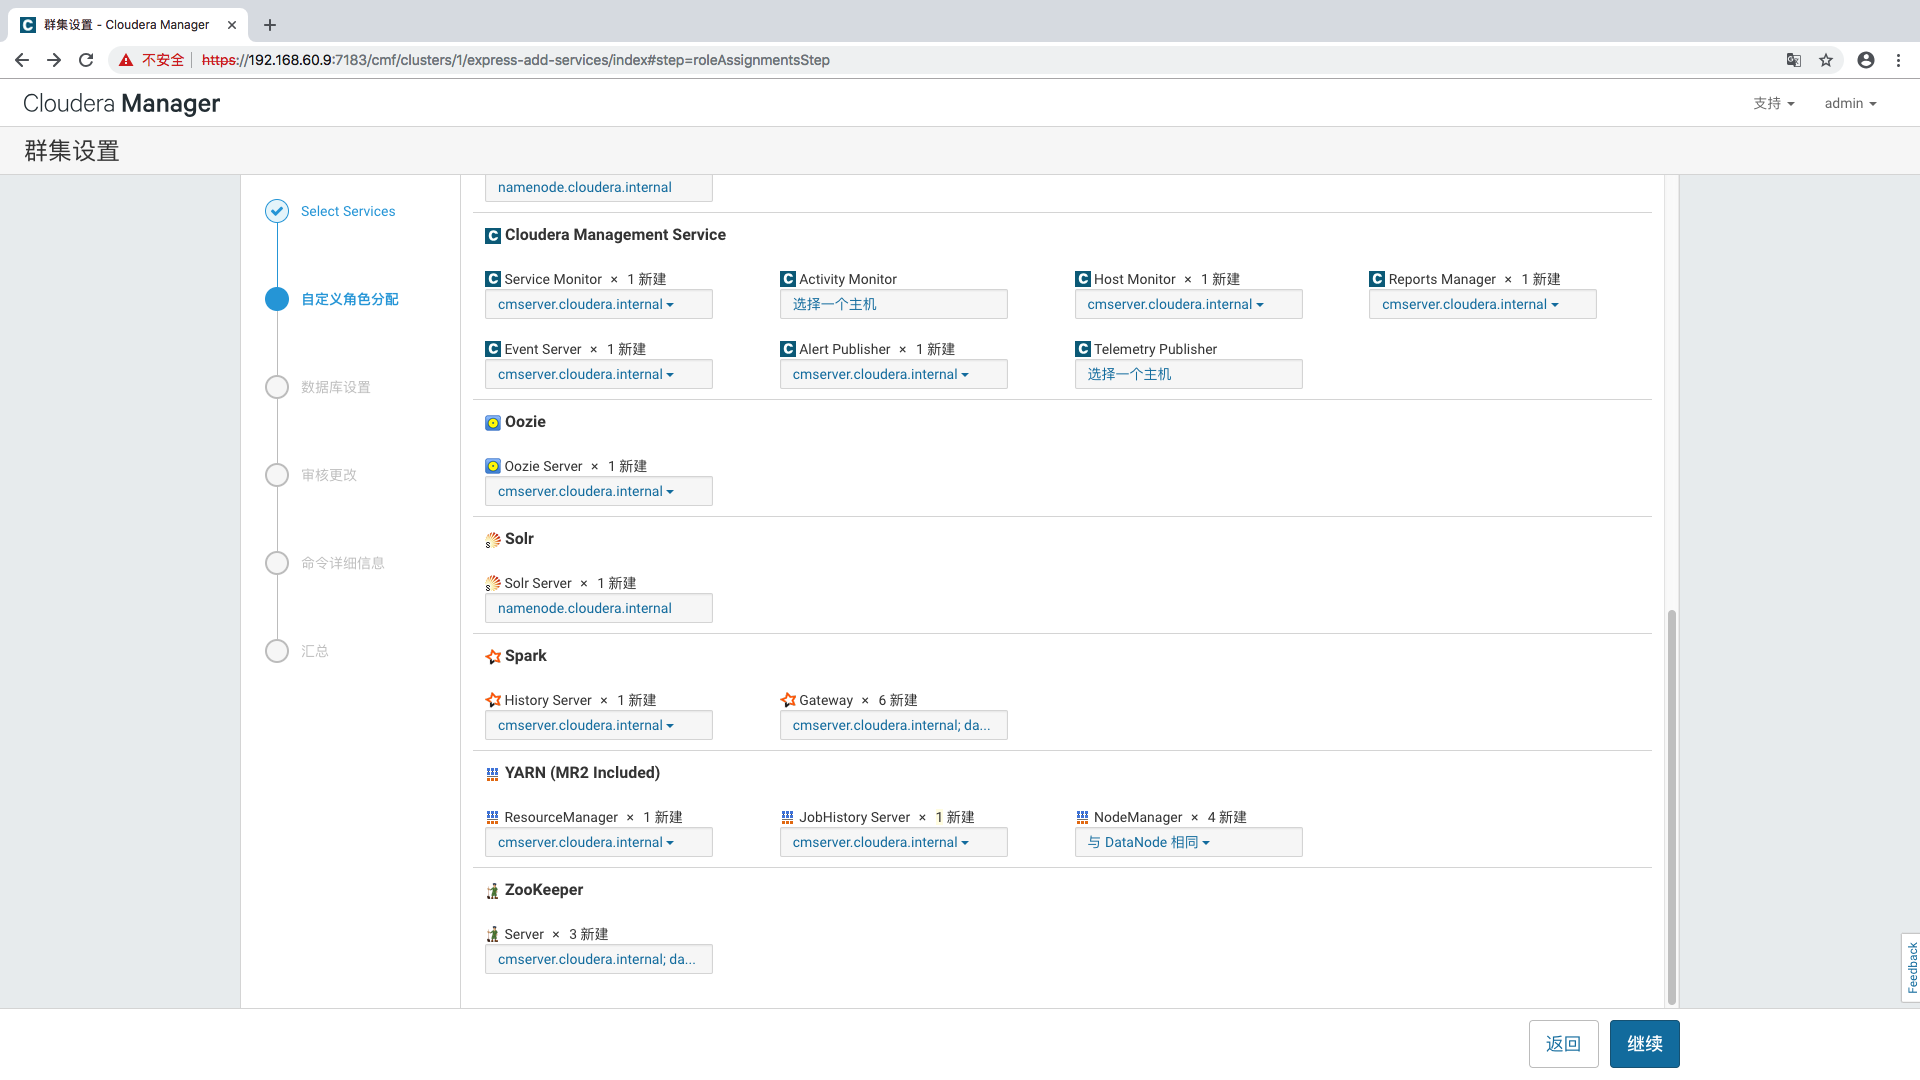 群集设置 - Cloudera Manager
不安全 https://192.168.60.9:7183/cmf/clusters/1/express-add-services/index#step=roleAssignmentsStep
Cloudera Manager
支持
admin
群集设置
Select Services
自定义角色分配
数据库设置
审核更改
命令详细信息
汇总
namenode.cloudera.internal
Cloudera Management Service
Service Monitor × 1 新建
Activity Monitor
Host Monitor × 1 新建
Reports Manager × 1 新建
cmserver.cloudera.internal
选择一个主机
cmserver.cloudera.internal
cmserver.cloudera.internal
Event Server × 1 新建
Alert Publisher × 1 新建
Telemetry Publisher
cmserver.cloudera.internal
cmserver.cloudera.internal
选择一个主机
Oozie
Oozie Server × 1 新建
cmserver.cloudera.internal
Solr
Solr Server × 1 新建
namenode.cloudera.internal
Spark
History Server × 1 新建
Gateway × 6 新建
cmserver.cloudera.internal
cmserver.cloudera.internal; da...
YARN (MR2 Included)
ResourceManager × 1 新建
JobHistory Server × 1 新建
NodeManager × 4 新建
cmserver.cloudera.internal
cmserver.cloudera.internal
与 DataNode 相同
ZooKeeper
Server × 3 新建
cmserver.cloudera.internal; da...
Feedback
返回
继续